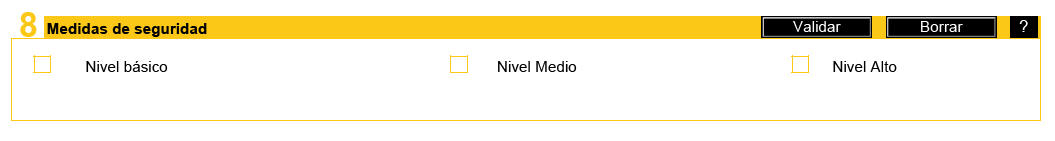 8 Medidas de seguridad Validar Borrar ?
Nivel básico Nivel Medio Nivel Alto